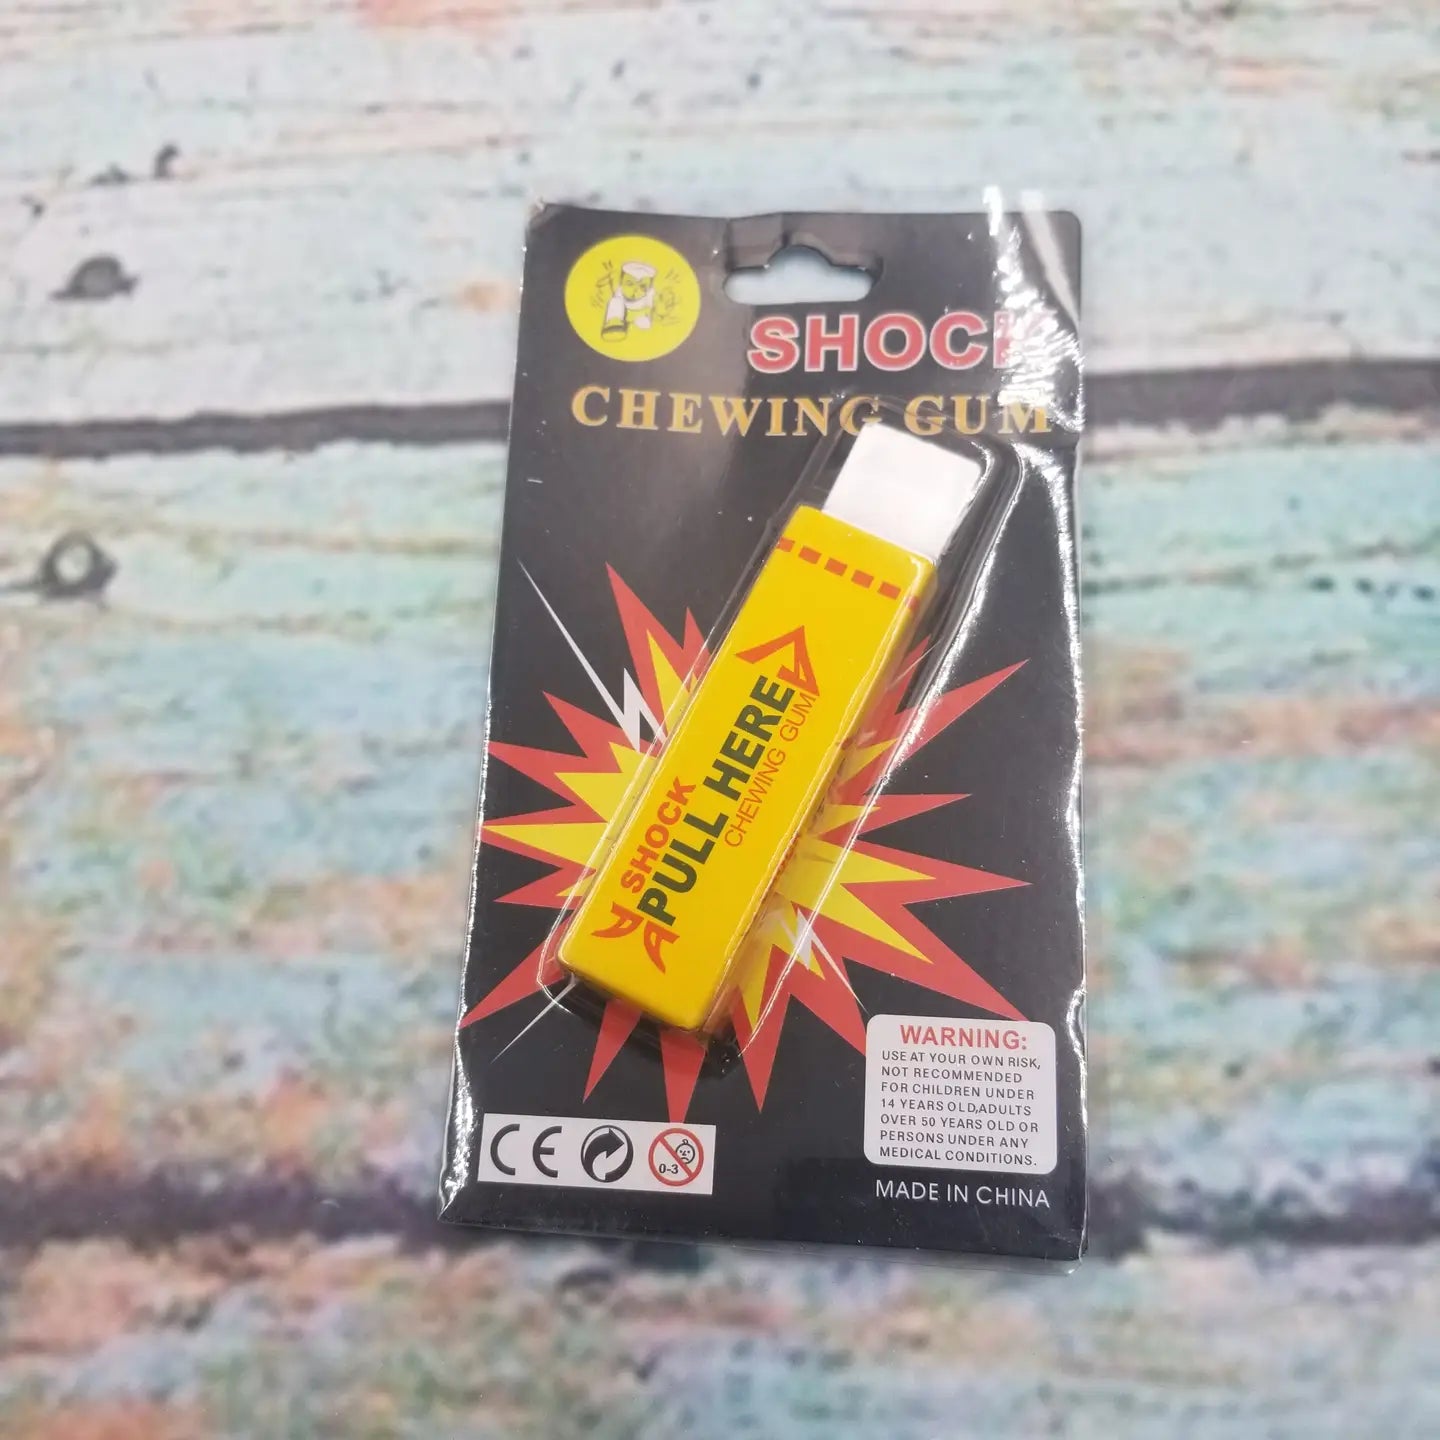 SHOCK
CHEWING GUM
SHOCK
PULL HERE
CHEWING GUM
WARNING:
USE AT YOUR OWN RISK,
NOT RECOMMENDED
FOR CHILDREN UNDER
14 YEARS OLD,ADULTS
OVER 50 YEARS OLD OR
PERSONS UNDER ANY
MEDICAL CONDITIONS.
CE
0-3
MADE IN CHINA